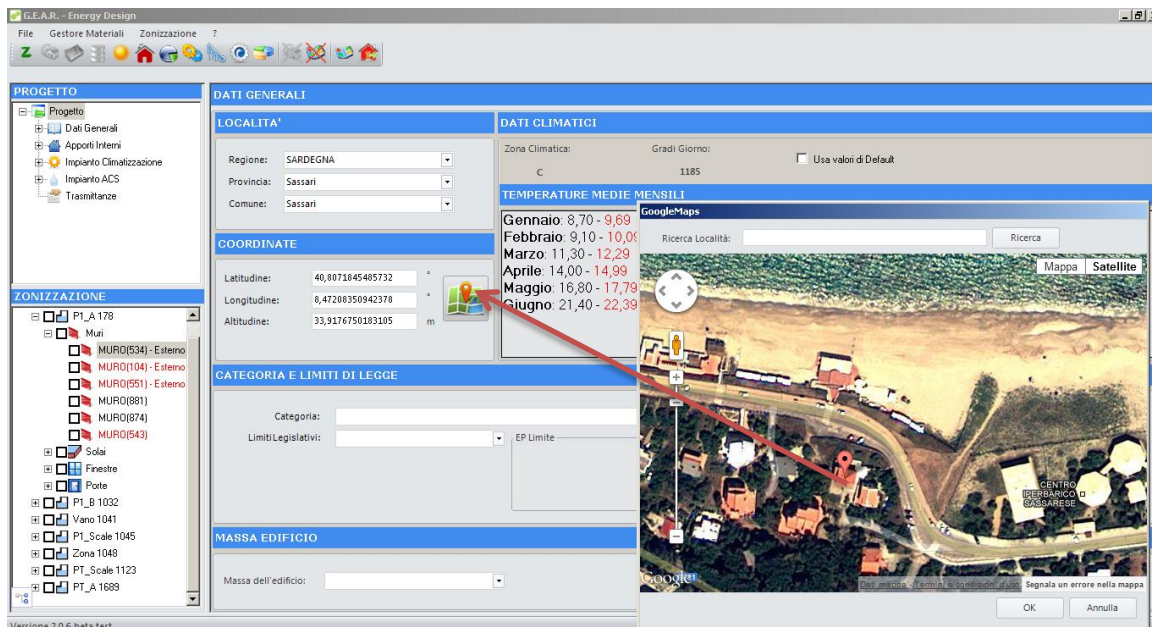 G.E.A.R. - Energy Design
File Gestore Materiali Zonizzazione ?
PROGETTO
Progetto
Dati Generali
Apporti Interni
Impianto Climatizzazione
Impianto ACS
Trasmittanze
ZONIZZAZIONE
P1_A 178
Muri
MURO(534) - Esterno
MURO(104) - Esterno
MURO(551) - Esterno
MURO(881)
MURO(874)
MURO(543)
Solai
Finestre
Porte
P1_B 1032
Vano 1041
P1_Scale 1045
Zona 1048
PT_Scale 1123
PT_A 1689
DATI GENERALI
LOCALITA'
Regione: SARDEGNA
Provincia: Sassari
Comune: Sassari
COORDINATE
Latitudine: 40,8071845485732 °
Longitudine: 8,47208350942378 °
Altitudine: 33,9176750183105 m
DATI CLIMATICI
Zona Climatica: Gradi Giorno:
C 1185
Usa valori di Default
TEMPERATURE MEDIE MENSILI
Gennaio: 8,70 - 9,69
Febbraio: 9,10 - 10,09
Marzo: 11,30 - 12,29
Aprile: 14,00 - 14,99
Maggio: 16,80 - 17,79
Giugno: 21,40 - 22,39
CATEGORIA E LIMITI DI LEGGE
Categoria:
Limiti Legislativi:
EP Limite
MASSA EDIFICIO
Massa dell'edificio:
GoogleMaps
Ricerca Località: Ricerca
Mappa Satellite
CENTRO
IPERBARICO
SASSARESE
Google
Dati mappa - Termini e condizioni d'uso Segnala un errore nella mappa
OK Annulla
Versione 2.0.6 beta test